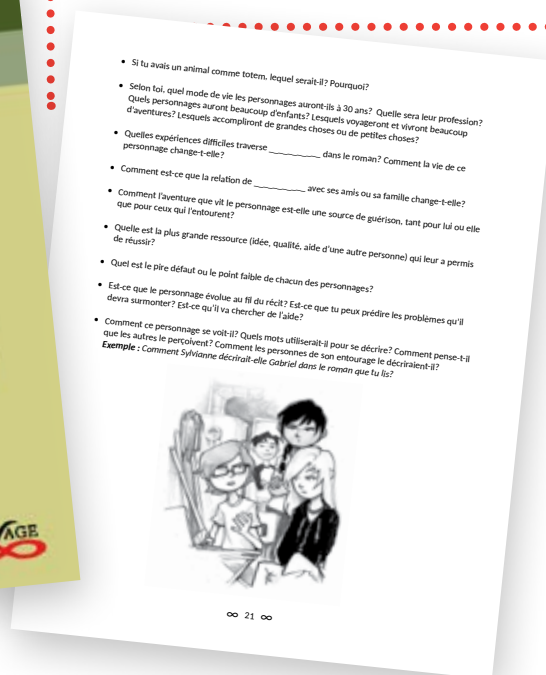 • Si tu avais un animal comme totem, lequel serait-il? Pourquoi?
• Selon toi, quel mode de vie les personnages auront-ils à 30 ans? Quelle sera leur profession?
Quels personnages auront beaucoup d'enfants? Lesquels voyageront et vivront beaucoup
d'aventures? Lesquels accompliront de grandes choses ou de petites choses?
• Quelles expériences difficiles traverse ___________ dans le roman? Comment la vie de ce
personnage change-t-elle?
• Comment est-ce que la relation de ___________ avec ses amis ou sa famille change-t-elle?
• Comment l'aventure que vit le personnage est-elle une source de guérison, tant pour lui ou elle
que pour ceux qui l'entourent?
• Quelle est la plus grande ressource (idée, qualité, aide d'une autre personne) qui leur a permis
de réussir?
• Quel est le pire défaut ou le point faible de chacun des personnages?
• Est-ce que le personnage évolue au fil du récit? Est-ce que tu peux prédire les problèmes qu'il
devra surmonter? Est-ce qu'il va chercher de l'aide?
• Comment ce personnage se voit-il? Quels mots utiliserait-il pour se décrire? Comment pense-t-il
que les autres le perçoivent? Comment les personnes de son entourage le décriraient-il?
Exemple : Comment Sylvianne décrirait-elle Gabriel dans le roman que tu lis?
∞ 21 ∞